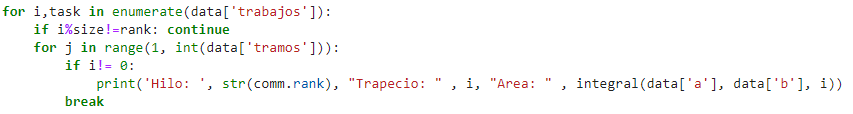 for i,task in enumerate(data['trabajos']):
    if i%size!=rank: continue
    for j in range(1, int(data['tramos'])):
        if i!= 0:
            print('Hilo: ', str(comm.rank), "Trapecio: " , i, "Area: " , integral(data['a'], data['b'], i))
        break